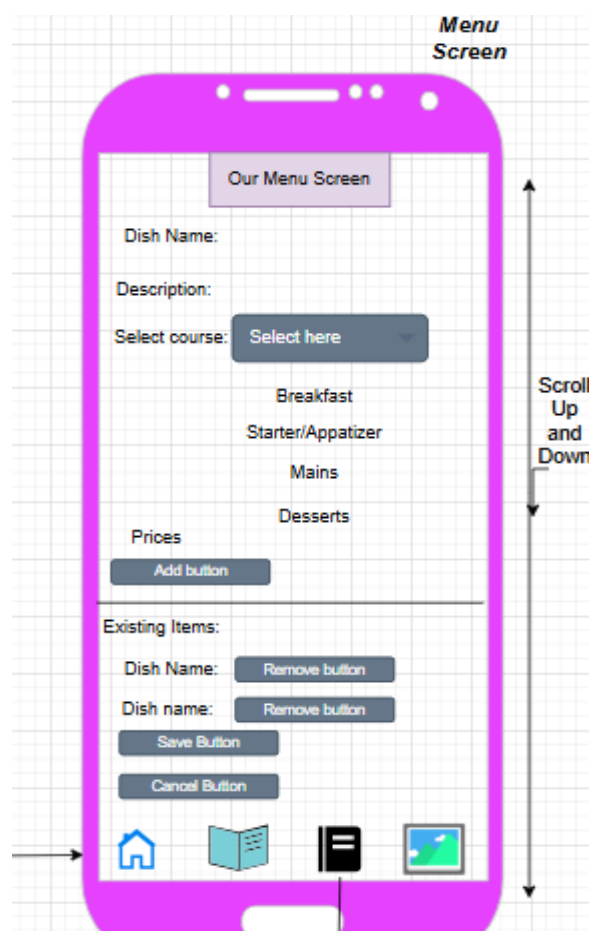 Menu
Screen
Our Menu Screen
Dish Name:
Description:
Select course:
Select here
Breakfast
Starter/Appatizer
Mains
Desserts
Prices
Add button
Existing Items:
Dish Name:
Remove button
Dish name:
Remove button
Save Button
Cancel Button
Scroll
Up
and
Down